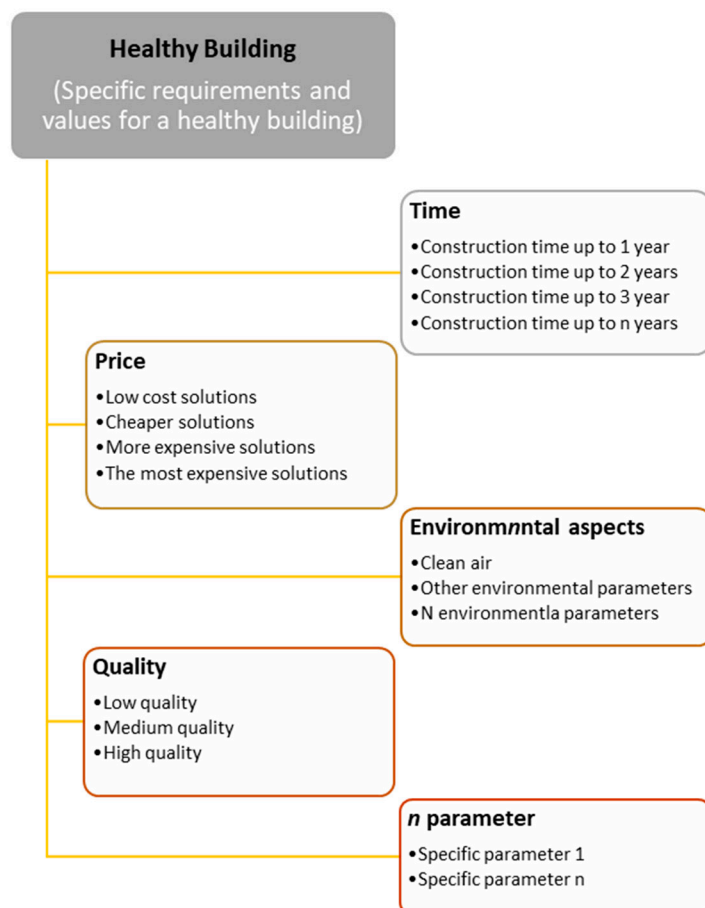 Healthy Building
(Specific requirements and
values for a healthy building)
Time
•Construction time up to 1 year
•Construction time up to 2 years
•Construction time up to 3 year
•Construction time up to n years
Price
•Low cost solutions
•Cheaper solutions
•More expensive solutions
•The most expensive solutions
Environmnntal aspects
•Clean air
•Other environmental parameters
•N environmentla parameters
Quality
•Low quality
•Medium quality
•High quality
n parameter
•Specific parameter 1
•Specific parameter n